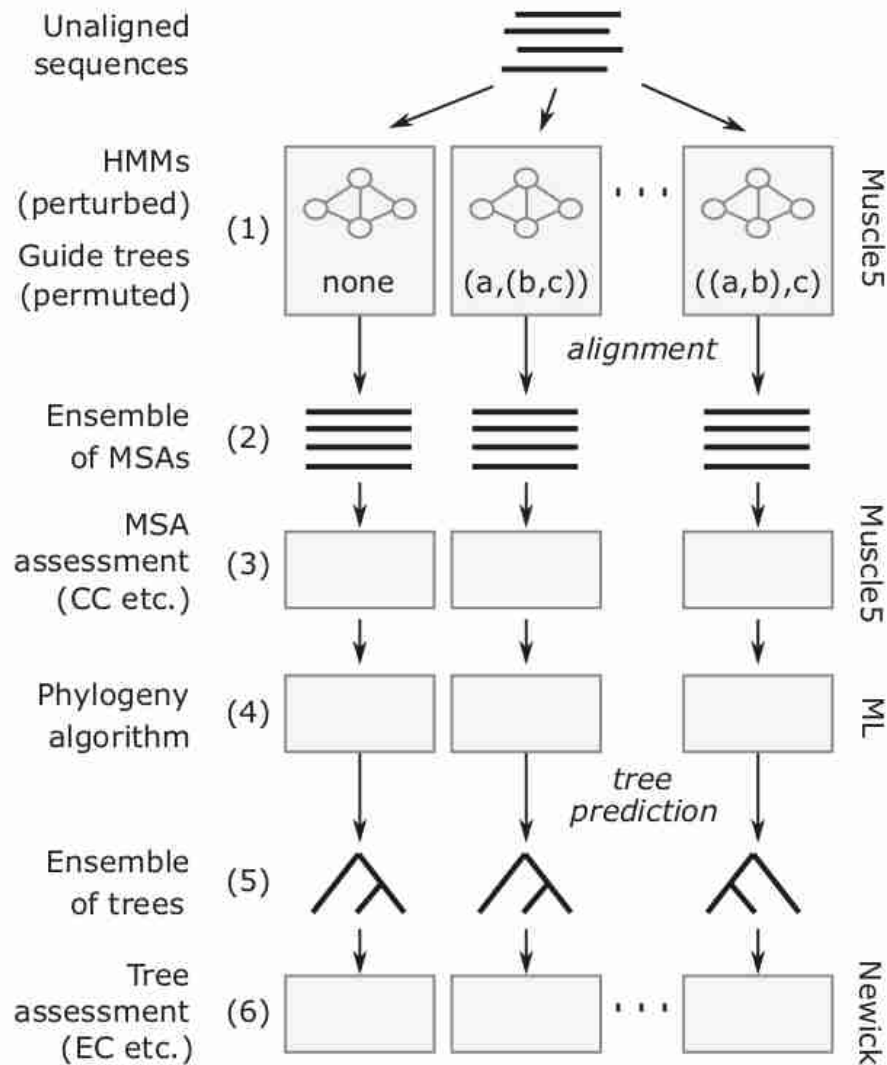 Unaligned
sequences
HMMs
(perturbed)
Guide trees
(permuted)
(1)
none
(a,(b,c))
. . .
((a,b),c)
Muscle5
alignment
Ensemble
of MSAs
(2)
MSA
assessment
(CC etc.)
(3)
Muscle5
Phylogeny
algorithm
(4)
ML
tree
prediction
Ensemble
of trees
(5)
Tree
assessment
(EC etc.)
(6)
. . .
Newick